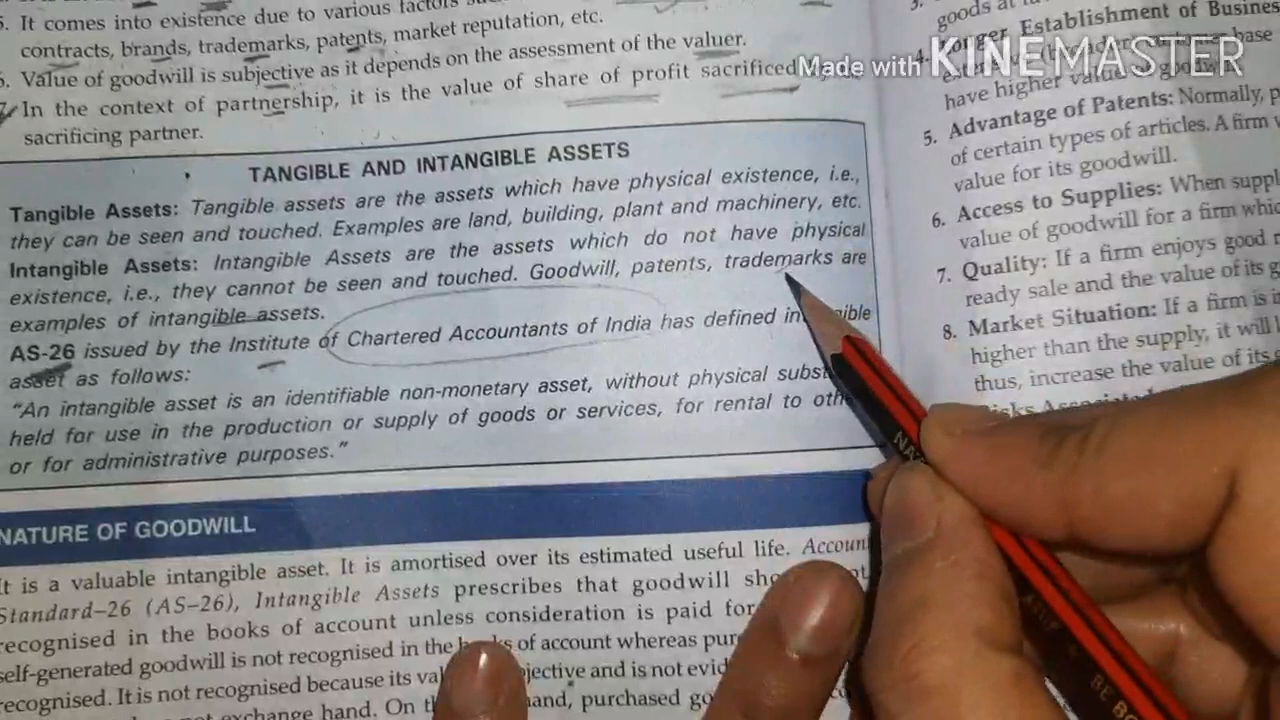 5. It comes into existence due to various factors
contracts, brands, trademarks, patents, market reputation, etc.
6. Value of goodwill is subjective as it depends on the assessment of the valuer.
7. In the context of partnership, it is the value of share of profit sacrificed
sacrificing partner.
TANGIBLE AND INTANGIBLE ASSETS
Tangible Assets: Tangible assets are the assets which have physical existence, i.e.,
they can be seen and touched. Examples are land, building, plant and machinery, etc.
Intangible Assets: Intangible Assets are the assets which do not have physical
existence, i.e., they cannot be seen and touched. Goodwill, patents, trademarks are
examples of intangible assets.
AS-26 issued by the Institute of Chartered Accountants of India has defined
asset as follows:
"An intangible asset is an identifiable non-monetary asset, without physical
held for use in the production or supply of goods or services, for rental to
or for administrative purposes."
NATURE OF GOODWILL
It is a valuable intangible asset. It is amortised over its estimated useful life.
Standard–26 (AS–26), Intangible Assets prescribes that goodwill
recognised in the books of account unless consideration is paid for
self-generated goodwill is not recognised in the of account whereas
recognised. It is not recognised because its and is not
exchange hand. On purchased
Made with KINEMASTER
3.
goods at
4. Establishment of
have higher value
5. Advantage of Patents: Normally,
of certain types of articles. A firm
value for its goodwill.
6. Access to Supplies: When
value of goodwill for a firm
7. Quality: If a firm enjoys good
ready sale and the value of its
8. Market Situation: If a firm is
higher than the supply, it will
thus, increase the value of its
NA